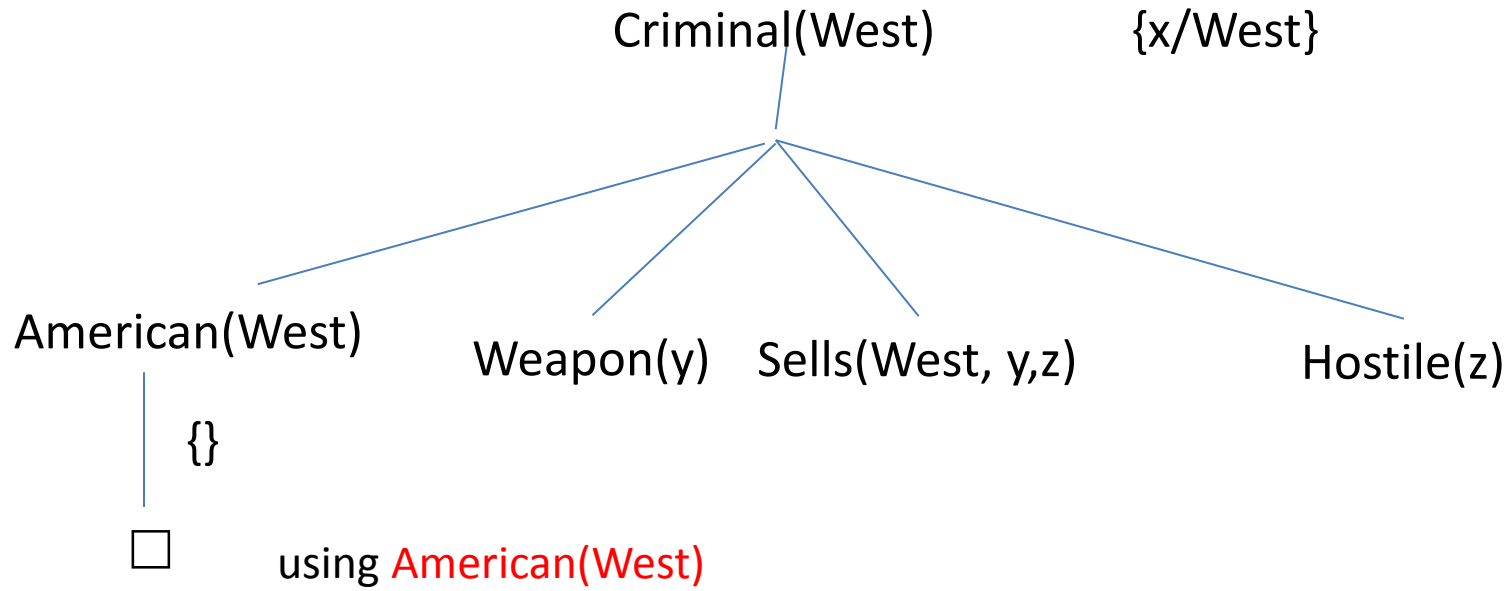 Criminal(West) {x/West}
American(West) Weapon(y) Sells(West, y,z) Hostile(z)
{}
□ using American(West)